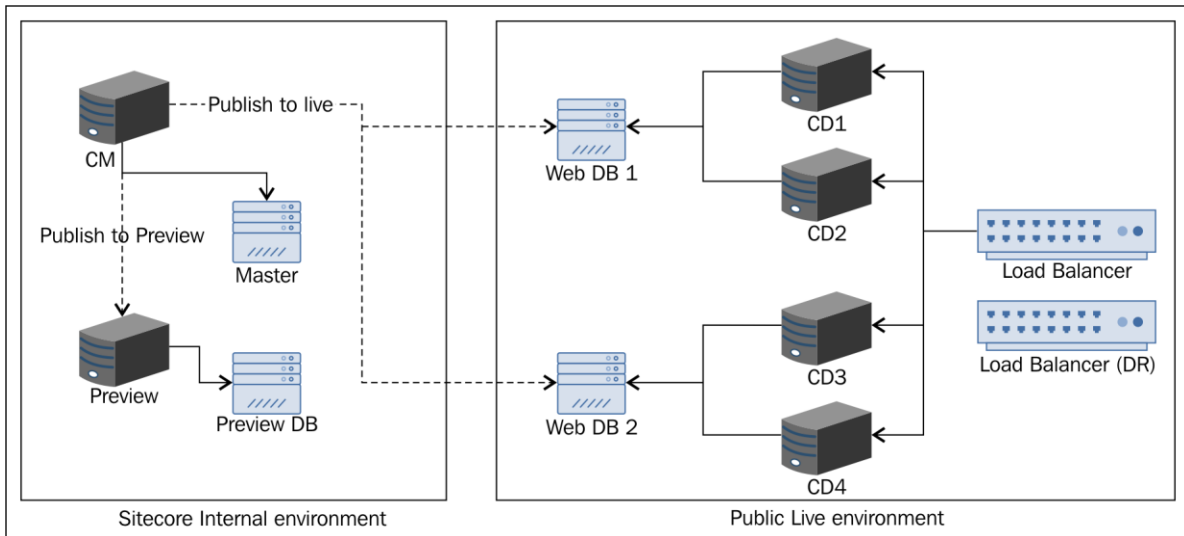 Publish to live
CM
Publish to Preview
Master
Preview
Preview DB
Sitecore Internal environment
CD1
Web DB 1
CD2
Load Balancer
CD3
Load Balancer (DR)
Web DB 2
CD4
Public Live environment